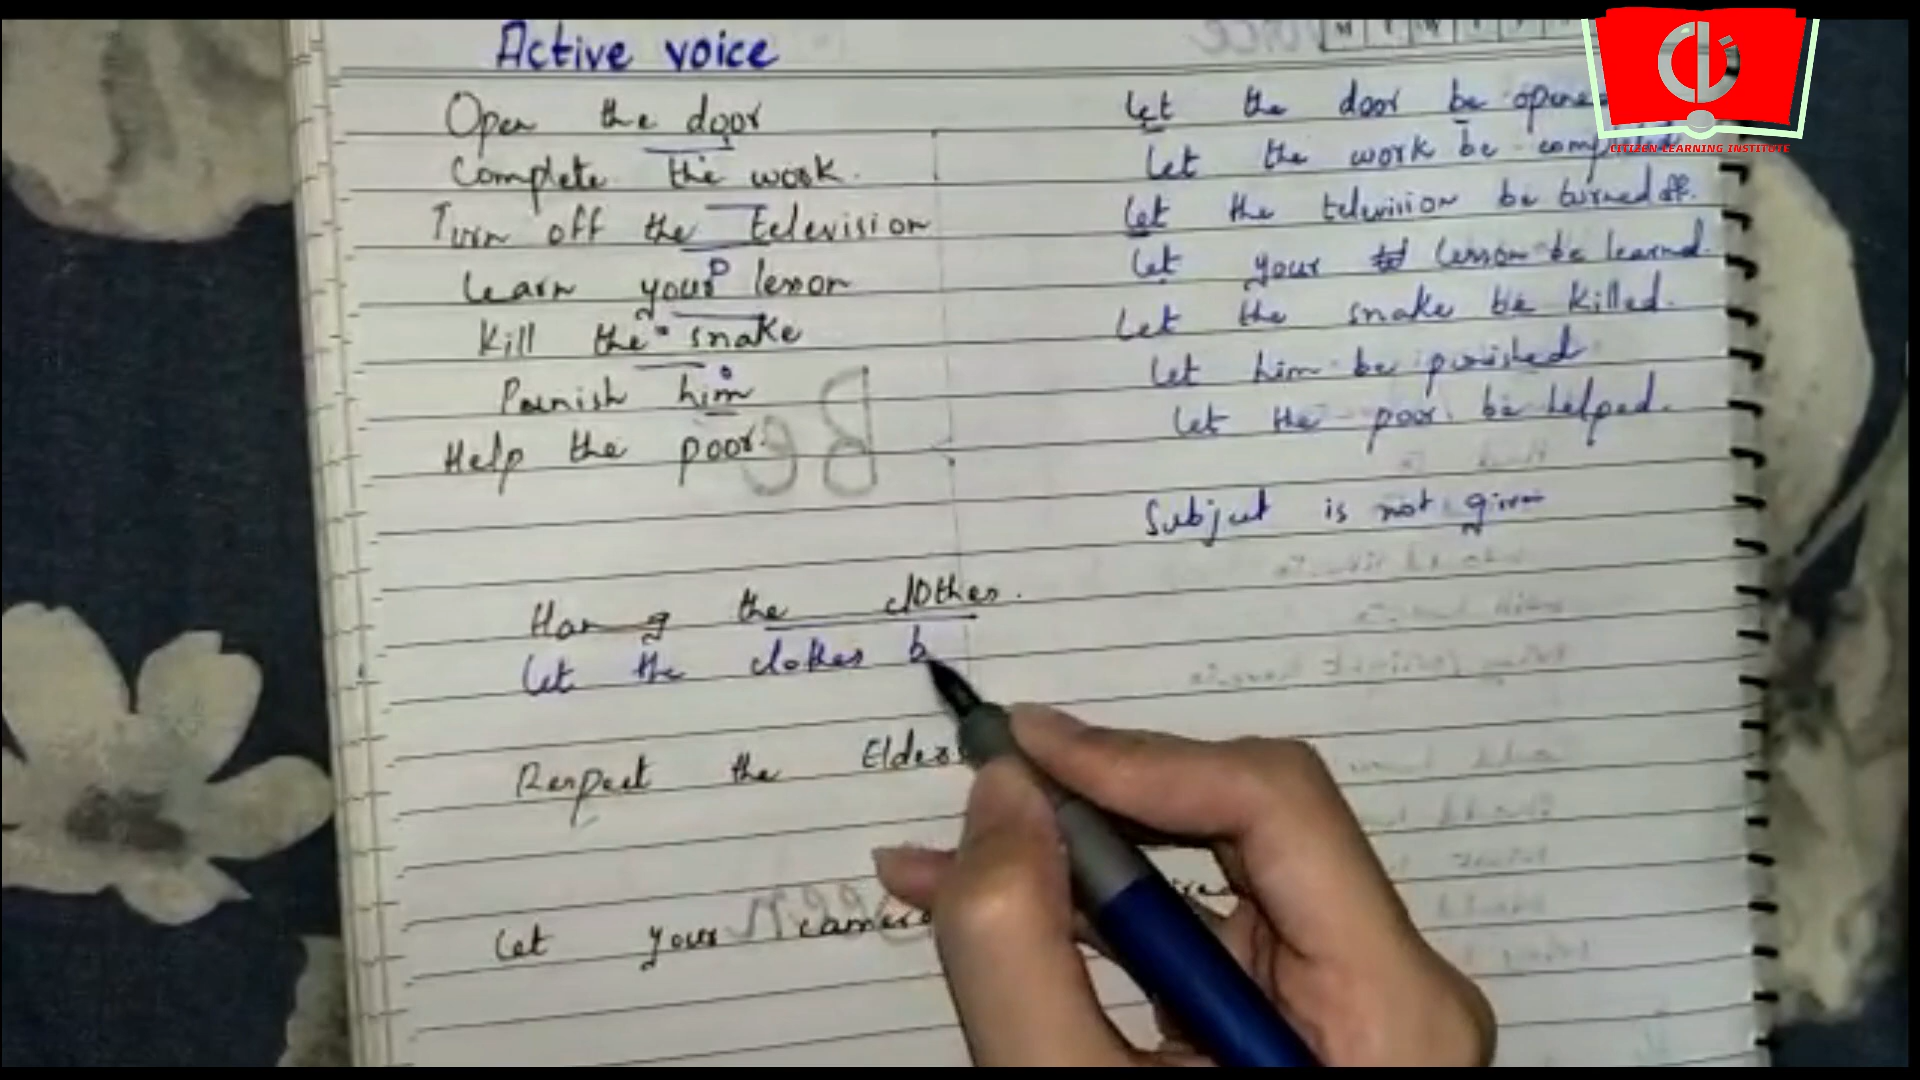 Active voice
Open the door
Complete the work.
Turn off the television
Learn your lesson
Kill the snake
Punish him
Help the poor.
Let the door be opened
Let the work be
Let the television be turned off.
Let your lesson be learned.
Let the snake be killed.
Let him be punished.
Let the poor be helped.
Subject is not given
Hang the clothes.
Let the clothes b
Respect the Elders
Let your camera
CITIZEN LEARNING INSTITUTE